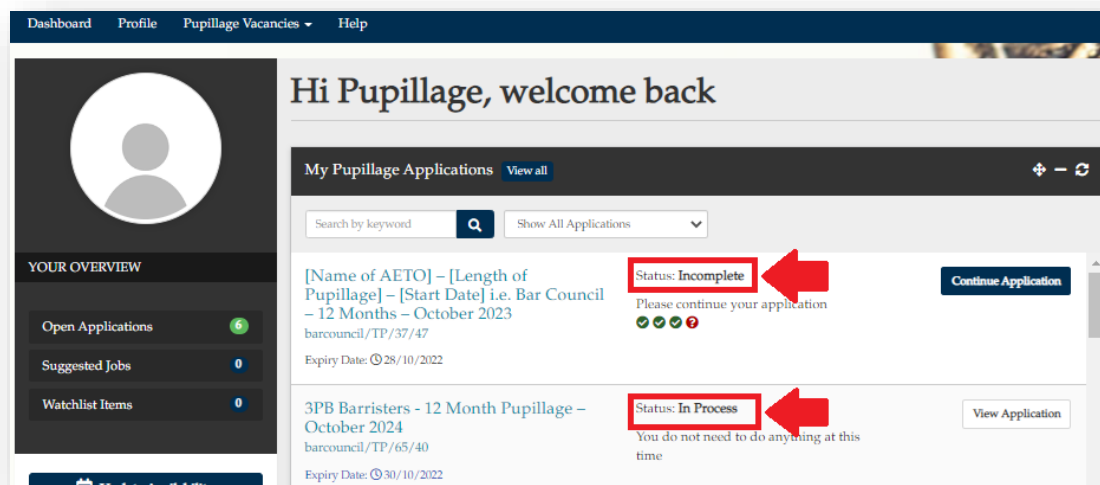 Dashboard Profile Pupillage Vacancies Help
Hi Pupillage, welcome back
My Pupillage Applications View all
Search by keyword Show All Applications
YOUR OVERVIEW
Open Applications 6
Suggested Jobs 0
Watchlist Items 0
[Name of AETO] – [Length of
Pupillage] – [Start Date] i.e. Bar Council
– 12 Months – October 2023
barcouncil/TP/37/47
Expiry Date: 28/10/2022
Status: Incomplete
Please continue your application
Continue Application
3PB Barristers - 12 Month Pupillage –
October 2024
barcouncil/TP/65/40
Expiry Date: 30/10/2022
Status: In Process
You do not need to do anything at this
time
View Application